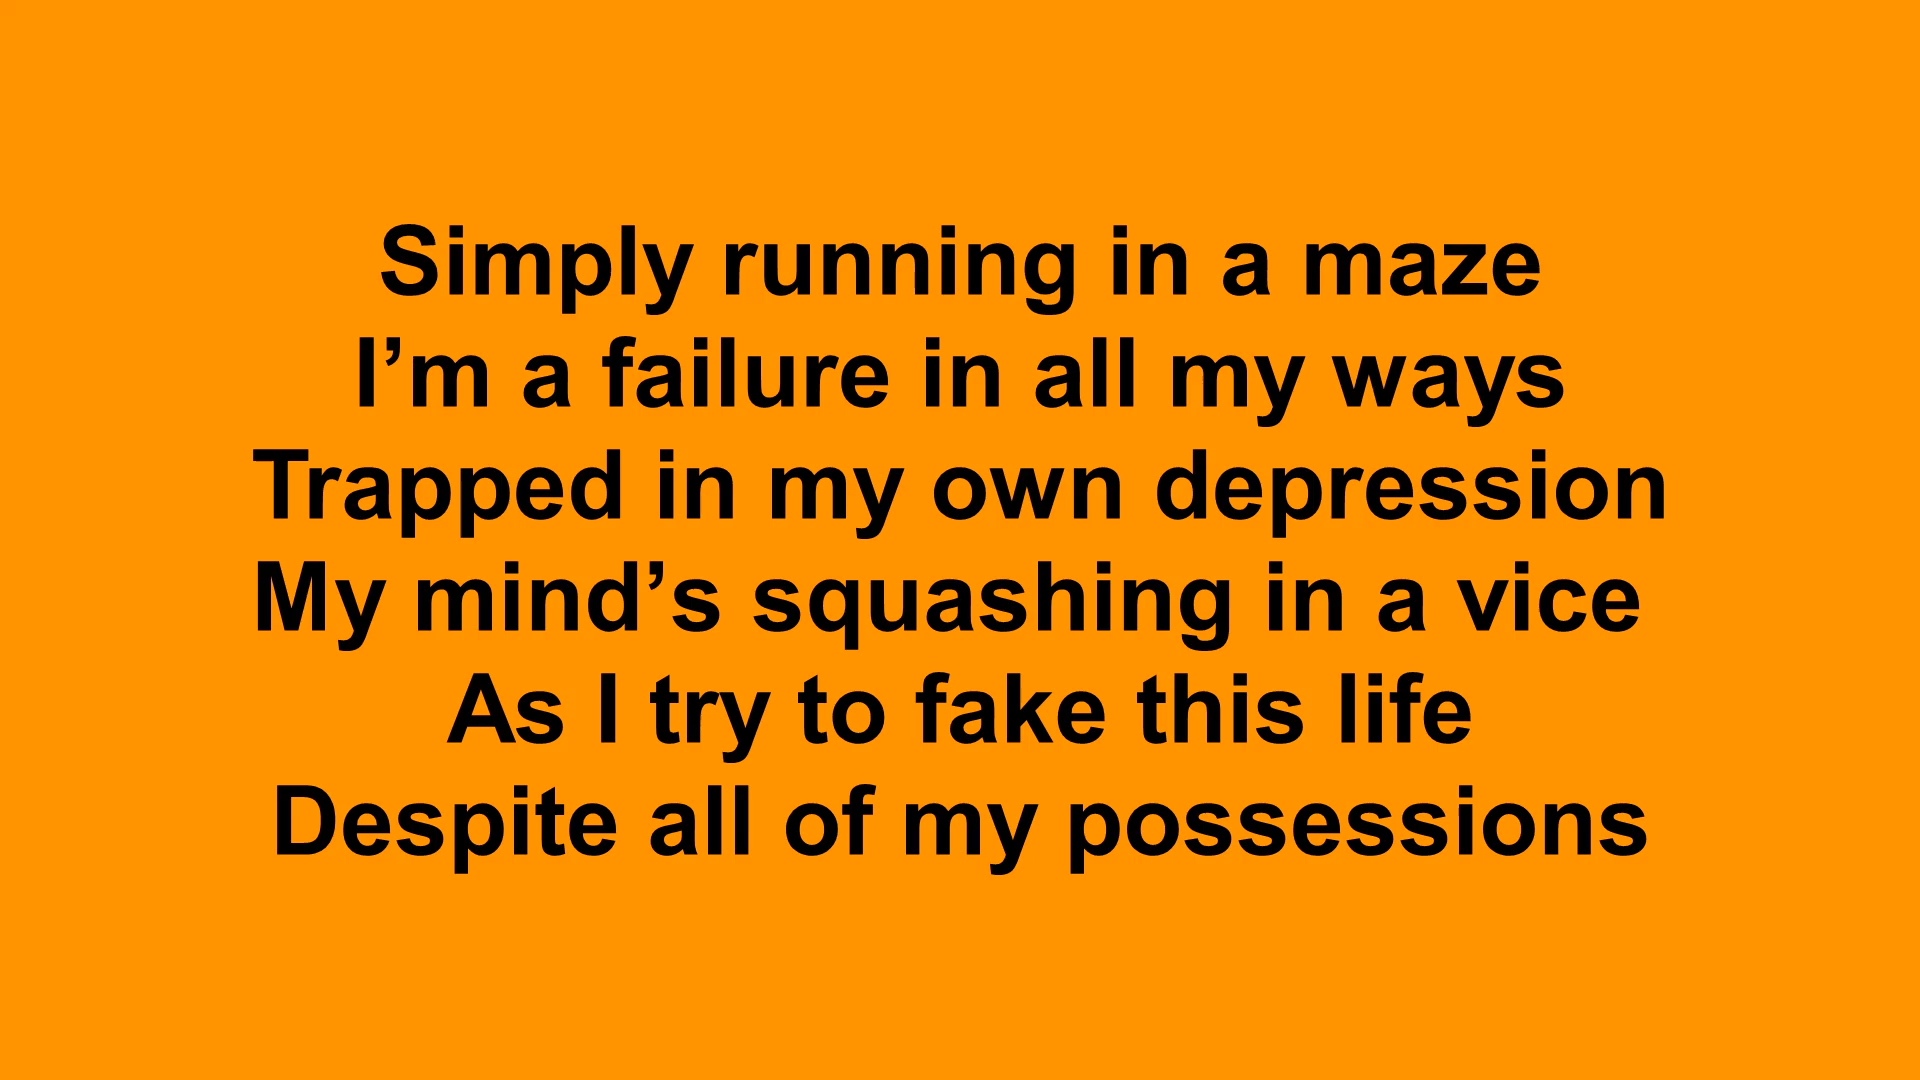 Simply running in a maze
I’m a failure in all my ways
Trapped in my own depression
My mind’s squashing in a vice
As I try to fake this life
Despite all of my possessions